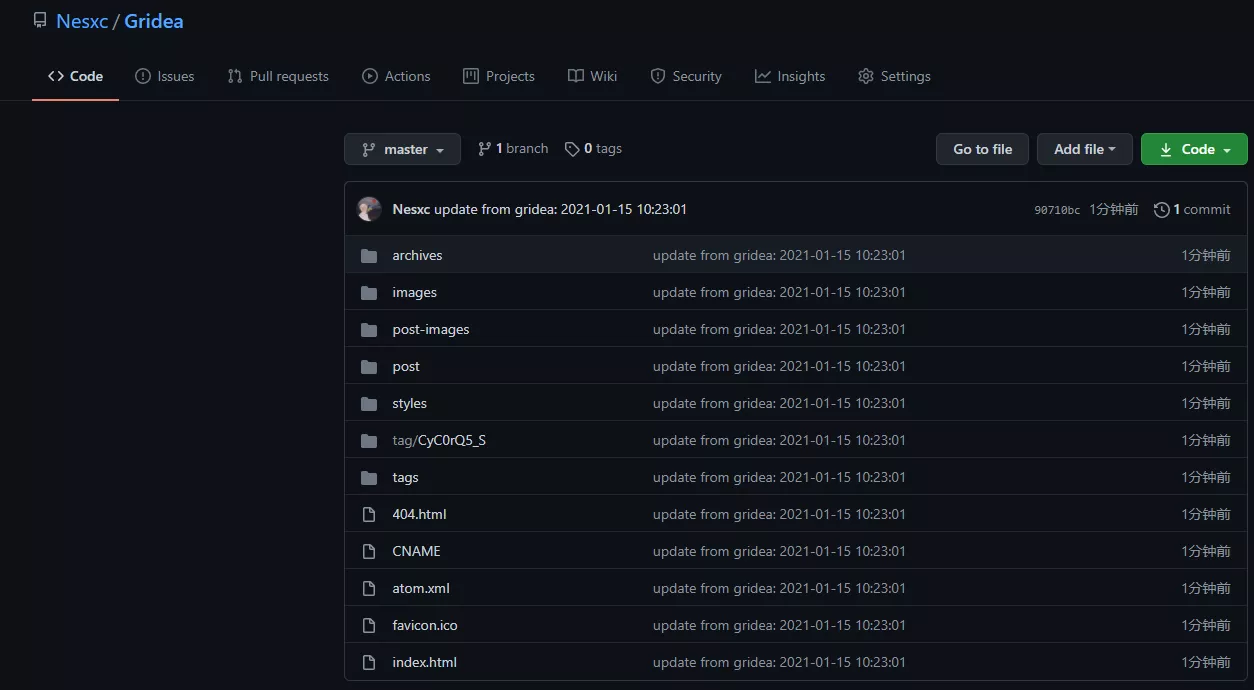 Nesxc / Gridea
Code Issues Pull requests Actions Projects Wiki Security Insights Settings
master 1 branch 0 tags Go to file Add file Code
Nesxc update from gridea: 2021-01-15 10:23:01 90710bc 1分钟前 1 commit
archives update from gridea: 2021-01-15 10:23:01 1分钟前
images update from gridea: 2021-01-15 10:23:01 1分钟前
post-images update from gridea: 2021-01-15 10:23:01 1分钟前
post update from gridea: 2021-01-15 10:23:01 1分钟前
styles update from gridea: 2021-01-15 10:23:01 1分钟前
tag/CyC0rQ5_S update from gridea: 2021-01-15 10:23:01 1分钟前
tags update from gridea: 2021-01-15 10:23:01 1分钟前
404.html update from gridea: 2021-01-15 10:23:01 1分钟前
CNAME update from gridea: 2021-01-15 10:23:01 1分钟前
atom.xml update from gridea: 2021-01-15 10:23:01 1分钟前
favicon.ico update from gridea: 2021-01-15 10:23:01 1分钟前
index.html update from gridea: 2021-01-15 10:23:01 1分钟前